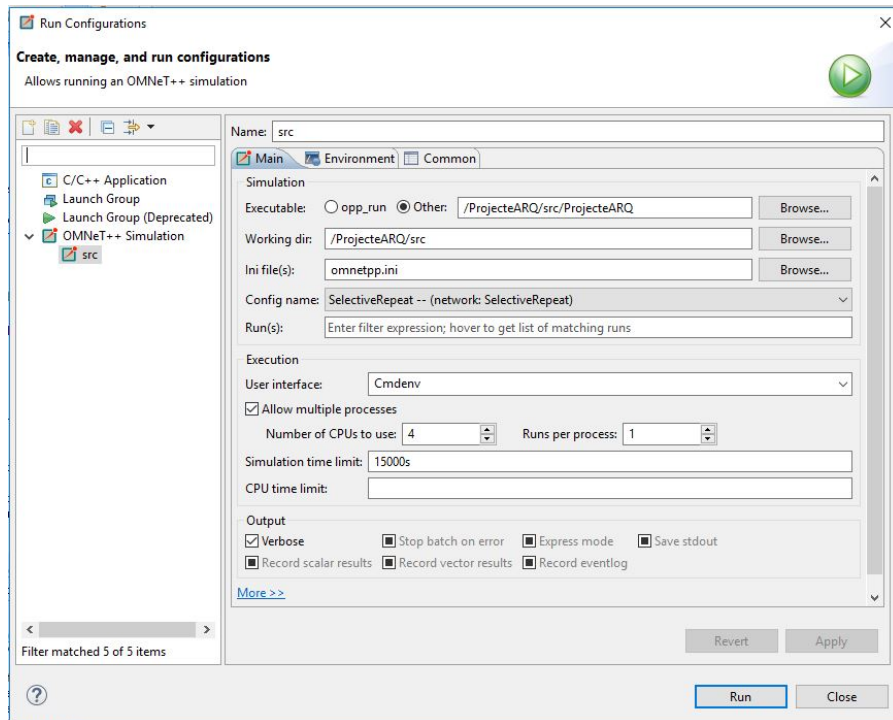 Run Configurations
Create, manage, and run configurations
Allows running an OMNeT++ simulation
C/C++ Application
Launch Group
Launch Group (Deprecated)
OMNeT++ Simulation
src
Filter matched 5 of 5 items
Name: src
Main Environment Common
Simulation
Executable: opp_run Other: /ProjecteARQ/src/ProjecteARQ Browse...
Working dir: /ProjecteARQ/src Browse...
Ini file(s): omnetpp.ini Browse...
Config name: SelectiveRepeat -- (network: SelectiveRepeat)
Run(s): Enter filter expression; hover to get list of matching runs
Execution
User interface: Cmdenv
Allow multiple processes
Number of CPUs to use: 4 Runs per process: 1
Simulation time limit: 15000s
CPU time limit:
Output
Verbose Stop batch on error Express mode Save stdout
Record scalar results Record vector results Record eventlog
More >>
Revert Apply
Run Close